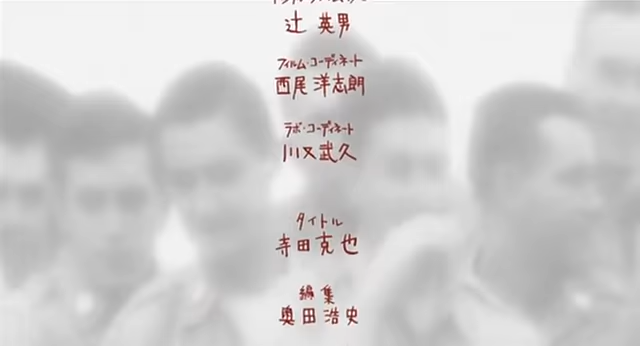 辻 英男
フィルム・コーディネート
西尾 洋志朗
ラボ・コーディネート
川又武久
タイトル
寺田克也
編集
奥田浩史